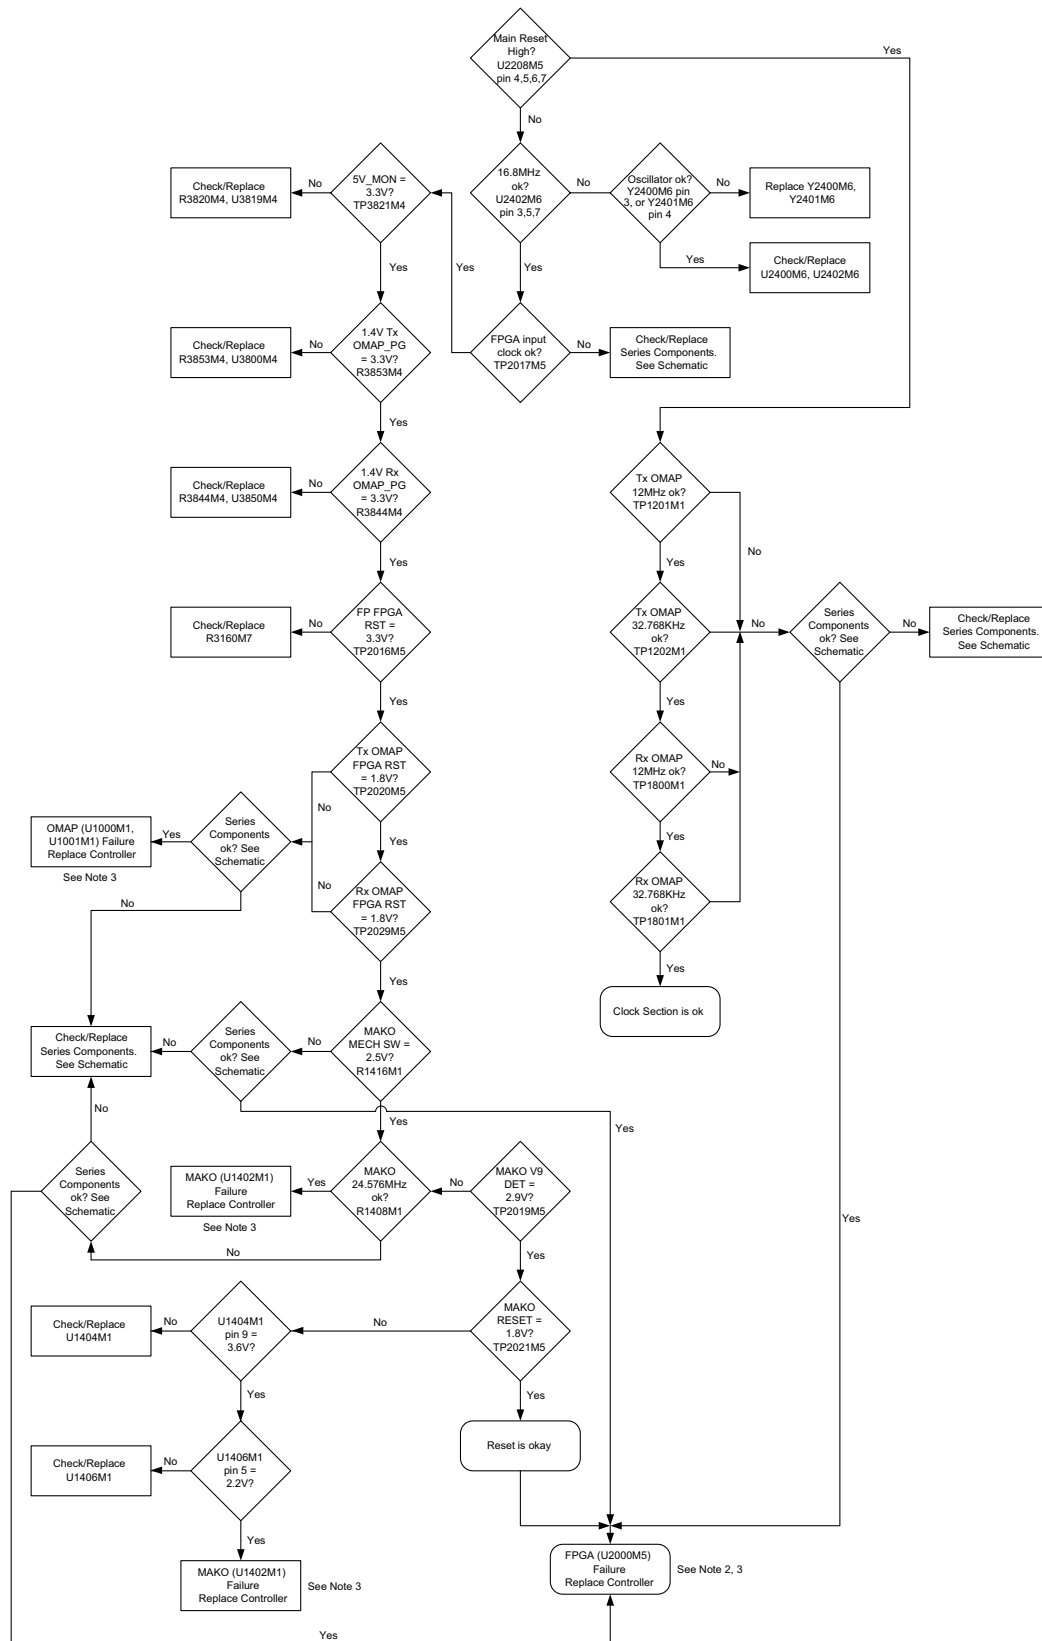 Main Reset
High?
U2208M5
pin 4,5,6,7
Yes
No
Check/Replace
R3820M4, U3819M4
No
5V_MON =
3.3V?
TP3821M4
16.8MHz
ok?
U2402M6
pin 3,5,7
No
Oscillator ok?
Y2400M6 pin
3, or Y2401M6
pin 4
No
Replace Y2400M6,
Y2401M6
Yes
Yes
Yes
Yes
Check/Replace
U2400M6, U2402M6
Check/Replace
R3853M4, U3800M4
No
1.4V Tx
OMAP_PG
= 3.3V?
R3853M4
FPGA input
clock ok?
TP2017M5
No
Check/Replace
Series Components.
See Schematic
Yes
Check/Replace
R3844M4, U3850M4
No
1.4V Rx
OMAP_PG
= 3.3V?
R3844M4
Tx OMAP
12MHz ok?
TP1201M1
No
Yes
Yes
Check/Replace
R3160M7
No
FP FPGA
RST =
3.3V?
TP2016M5
Tx OMAP
32.768KHz
ok?
TP1202M1
No
Series
Components
ok? See
Schematic
No
Check/Replace
Series Components.
See Schematic
Yes
Yes
Tx OMAP
FPGA RST
= 1.8V?
TP2020M5
Rx OMAP
12MHz ok?
TP1800M1
No
No
OMAP (U1000M1,
U1001M1) Failure
Replace Controller
Yes
Series
Components
ok? See
Schematic
Yes
Yes
See Note 3
No
No
Rx OMAP
FPGA RST
= 1.8V?
TP2029M5
Rx OMAP
32.768KHz
ok?
TP1801M1
Yes
Yes
Clock Section is ok
Check/Replace
Series Components.
See Schematic
No
Series
Components
ok? See
Schematic
No
MAKO
MECH SW =
2.5V?
R1416M1
Yes
No
Yes
Yes
Series
Components
ok? See
Schematic
MAKO (U1402M1)
Failure
Replace Controller
Yes
MAKO
24.576MHz
ok?
R1408M1
No
MAKO V9
DET =
2.9V?
TP2019M5
See Note 3
No
Yes
Check/Replace
U1404M1
No
U1404M1
pin 9 =
3.6V?
No
MAKO
RESET =
1.8V?
TP2021M5
Yes
Yes
Check/Replace
U1406M1
No
U1406M1
pin 5 =
2.2V?
Reset is okay
Yes
MAKO (U1402M1)
Failure
Replace Controller
See Note 3
FPGA (U2000M5)
Failure
Replace Controller
See Note 2, 3
Yes